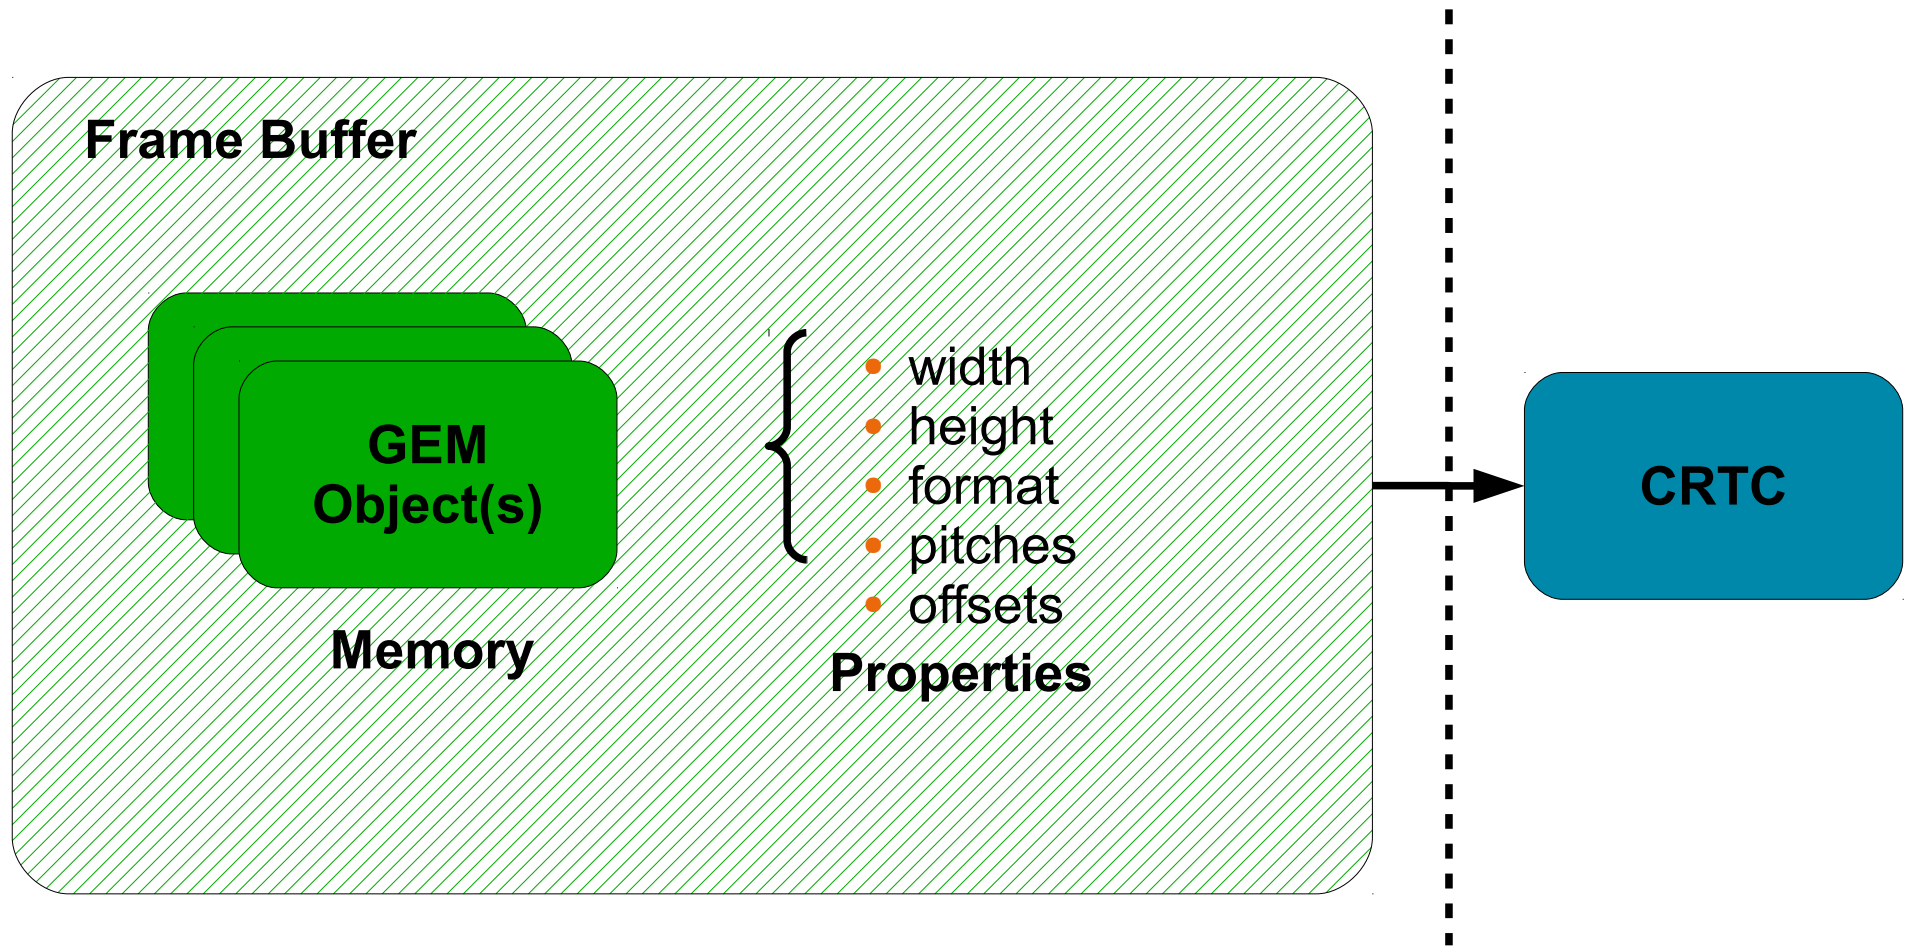 Frame Buffer
GEM
Object(s)
Memory
width
height
format
pitches
offsets
Properties
CRTC